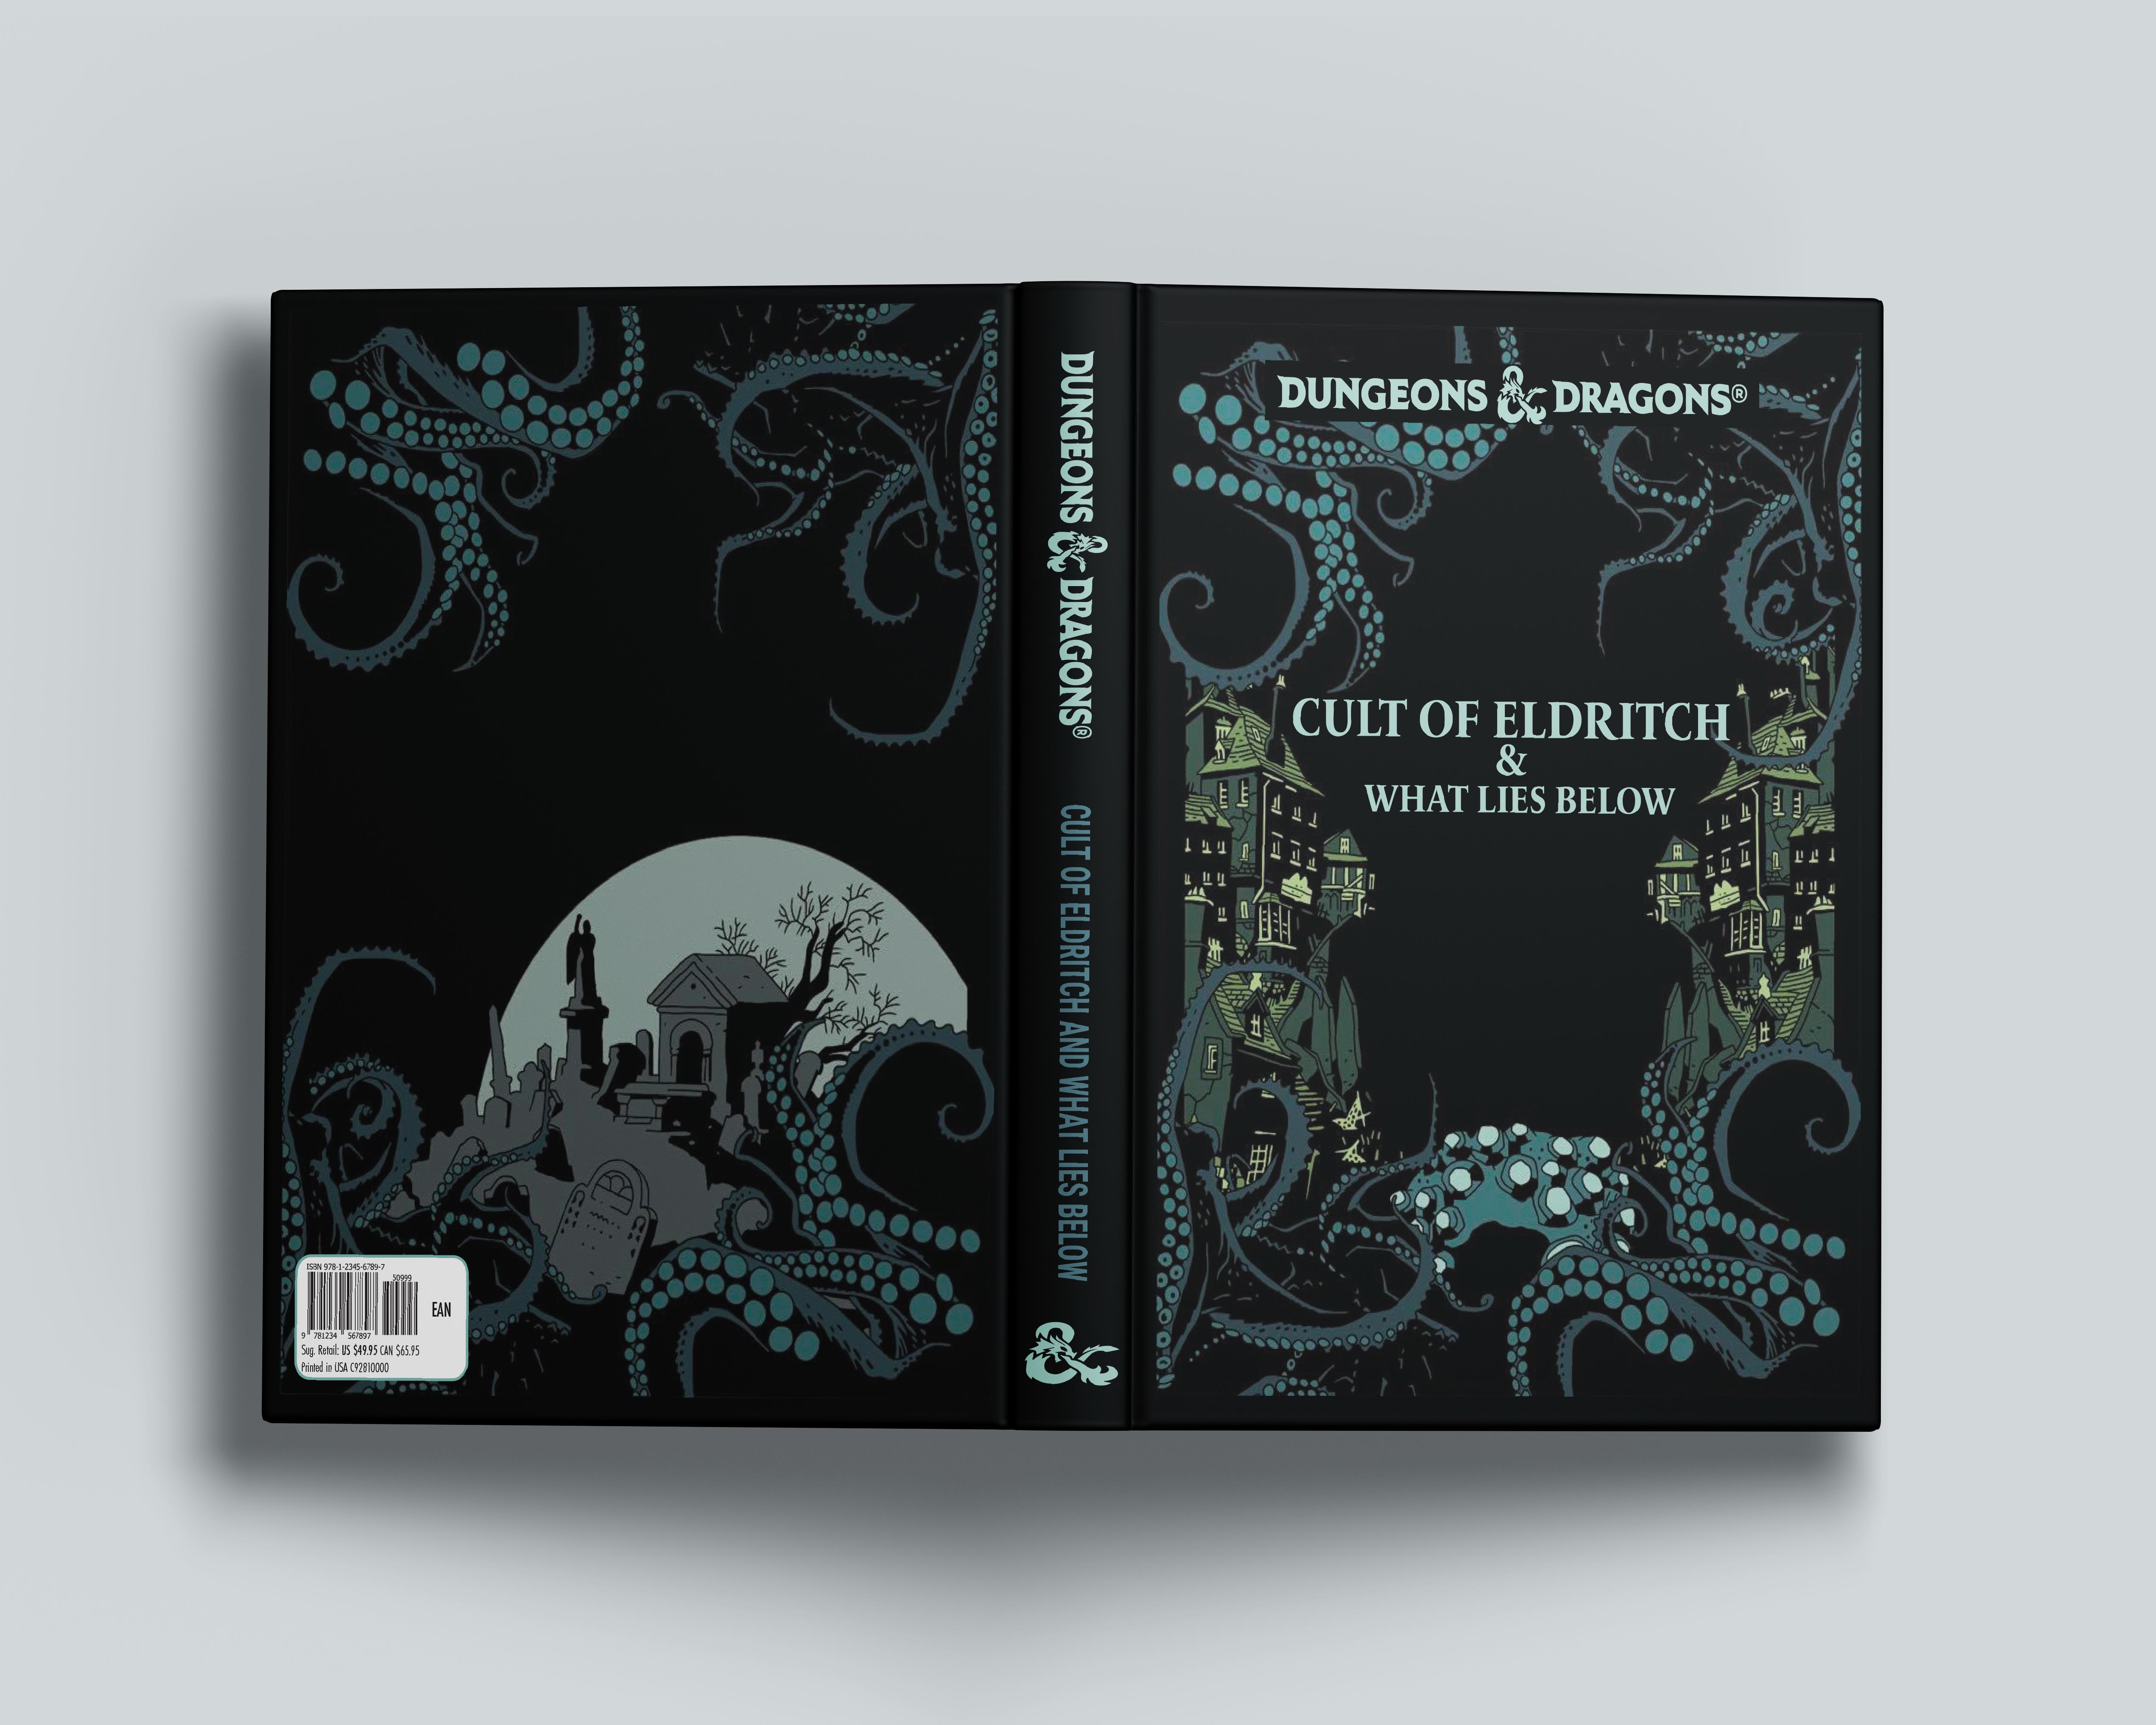 ISBN 978-1-2345-6789-7
50999
EAN
9 781234 567897
Sug. Retail: US $49.95 CAN $65.95
Printed in USA C92810000
DUNGEONS & DRAGONS®
CULT OF ELDRITCH AND WHAT LIES BELOW
&
DUNGEONS & DRAGONS®
CULT OF ELDRITCH
&
WHAT LIES BELOW